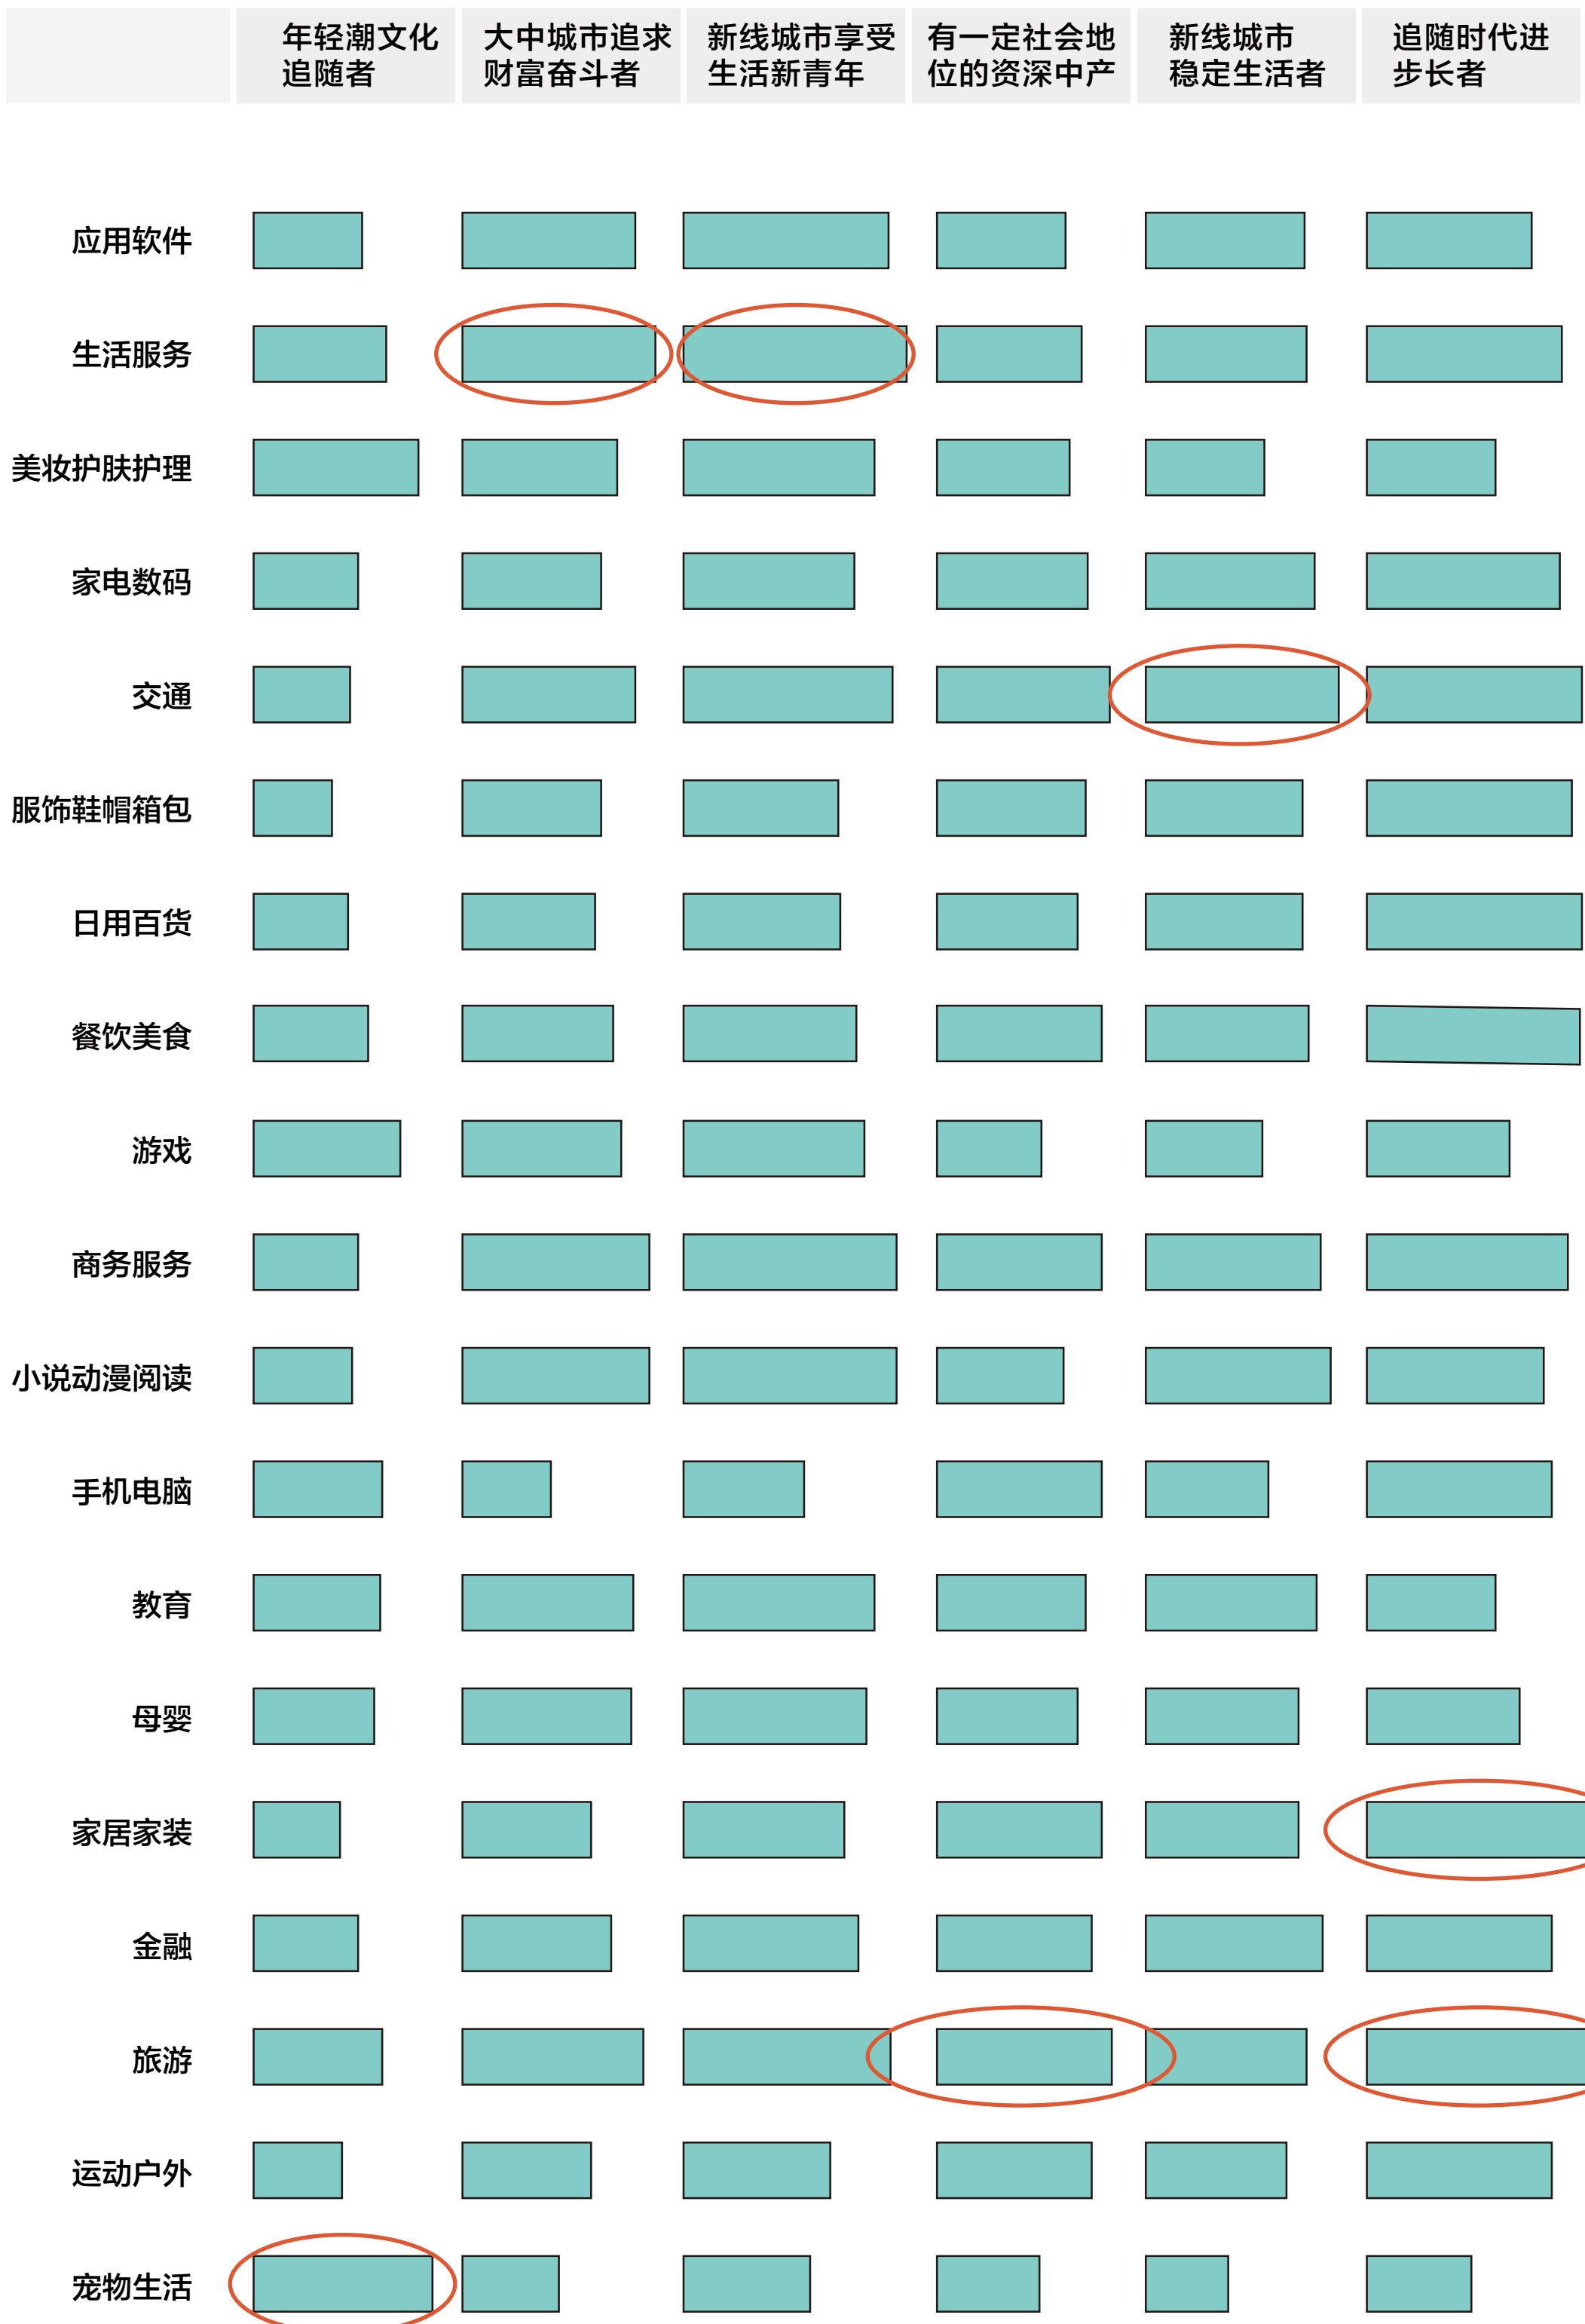 年轻潮文化
追随者
大中城市追求
财富奋斗者
新线城市享受
生活新青年
有一定社会地
位的资深中产
新线城市
稳定生活者
追随时代进
步长者
应用软件
生活服务
美妆护肤护理
家电数码
交通
服饰鞋帽箱包
日用百货
餐饮美食
游戏
商务服务
小说动漫阅读
手机电脑
教育
母婴
家居家装
金融
旅游
运动户外
宠物生活